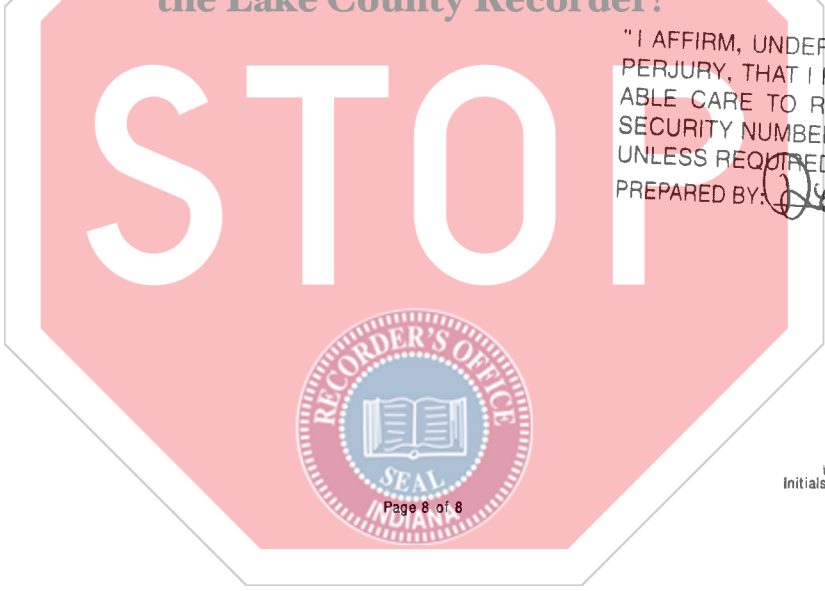 the Lake County Recorder!
"I AFFIRM, UNDER
PERJURY, THAT I
ABLE CARE TO R
SECURITY NUMBE
UNLESS REQUIRED
PREPARED BY:
STOP
RECORDER'S OFFICE
SEAL
INDIANA
Initials
Page 8 of 8